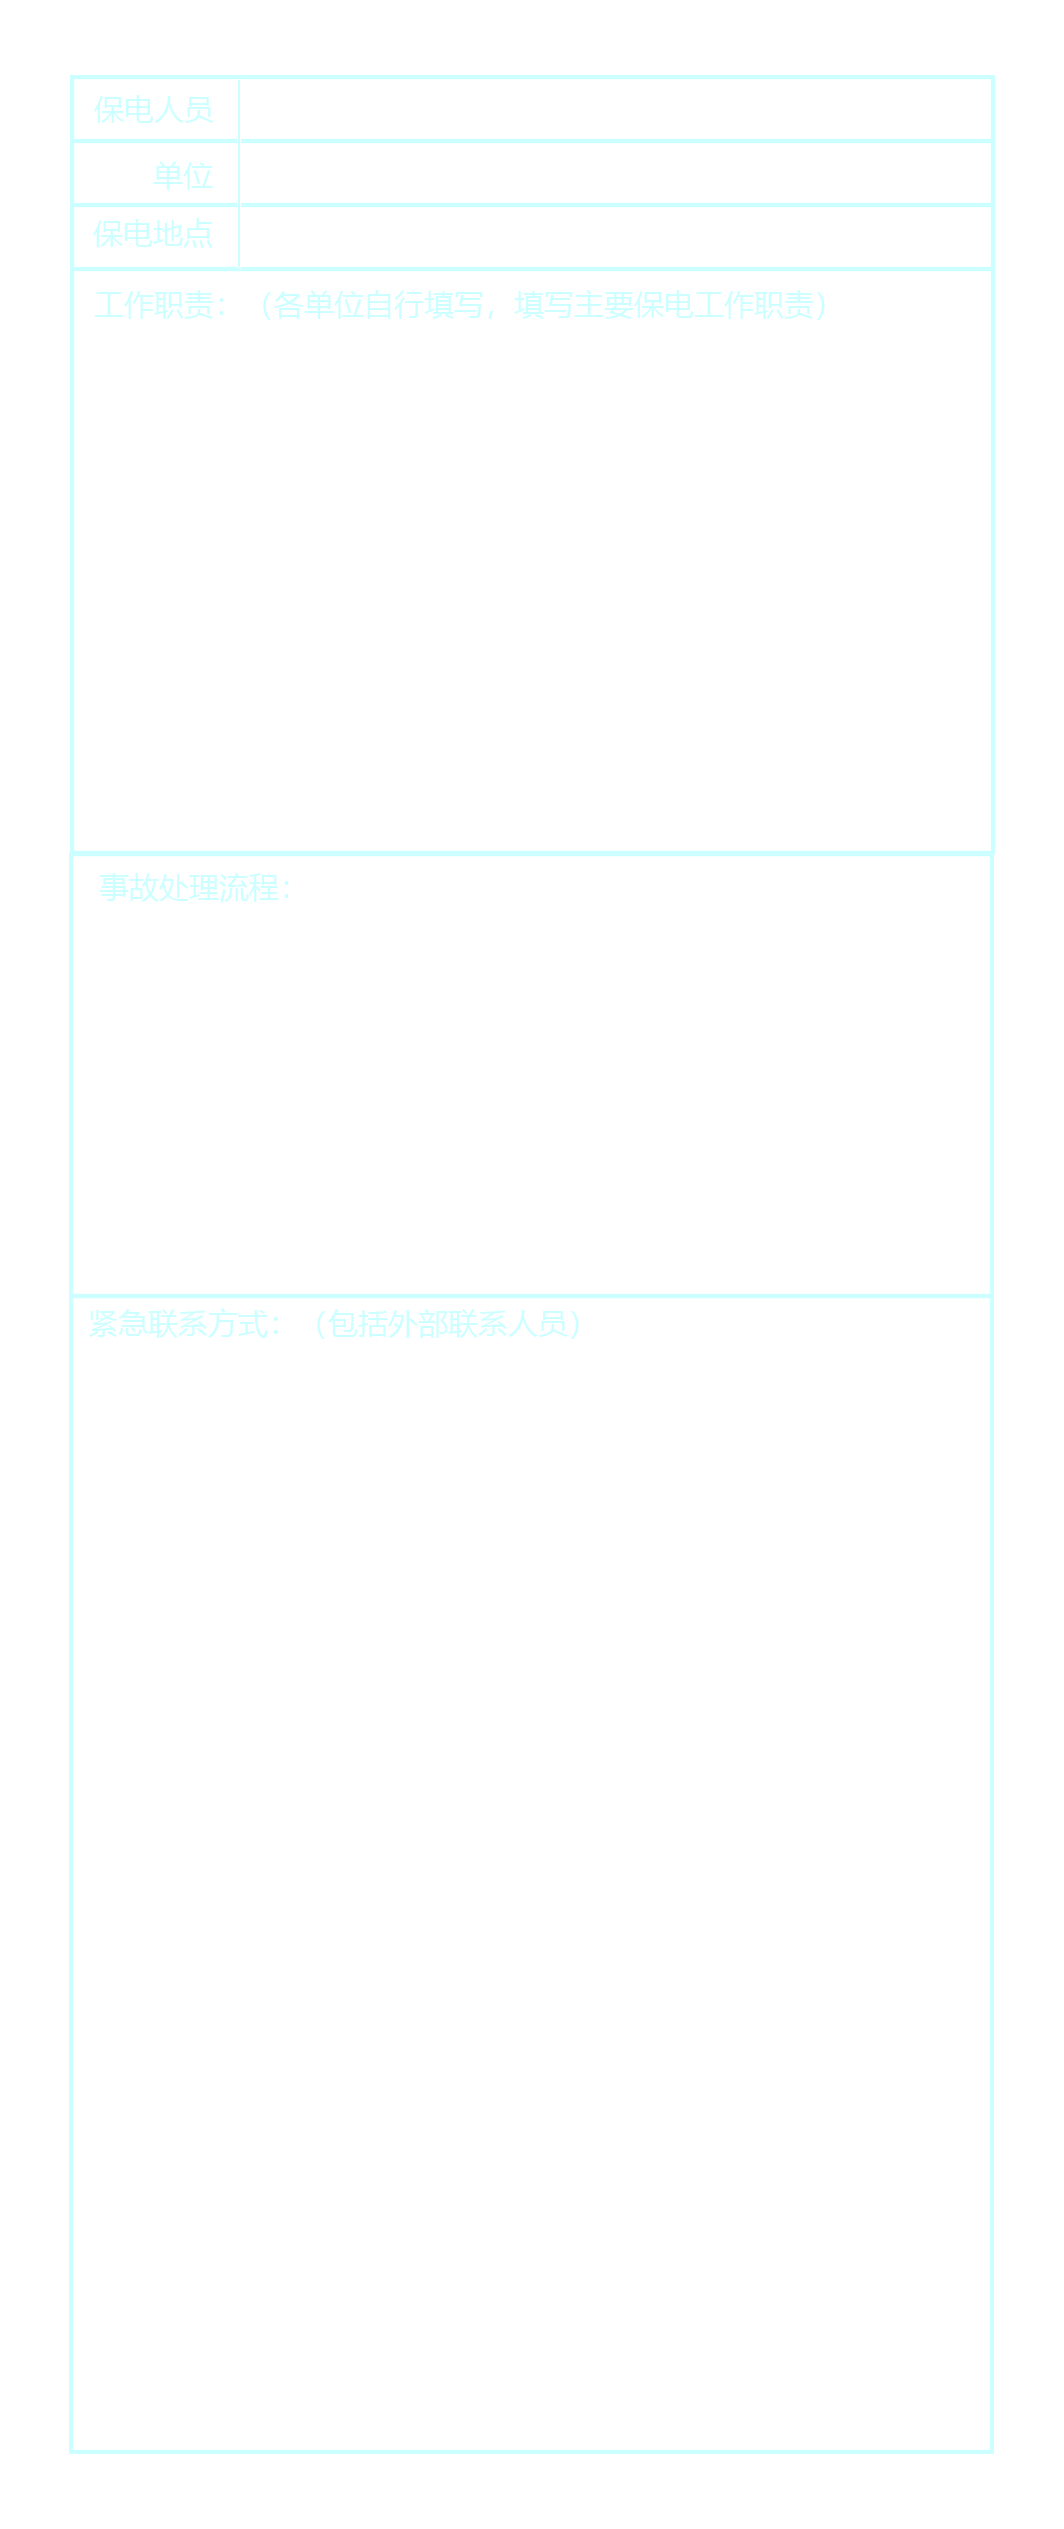 保电人员
单位
保电地点
工作职责：（各单位自行填写，填写主要保电工作职责）
事故处理流程：
紧急联系方式：（包括外部联系人员）